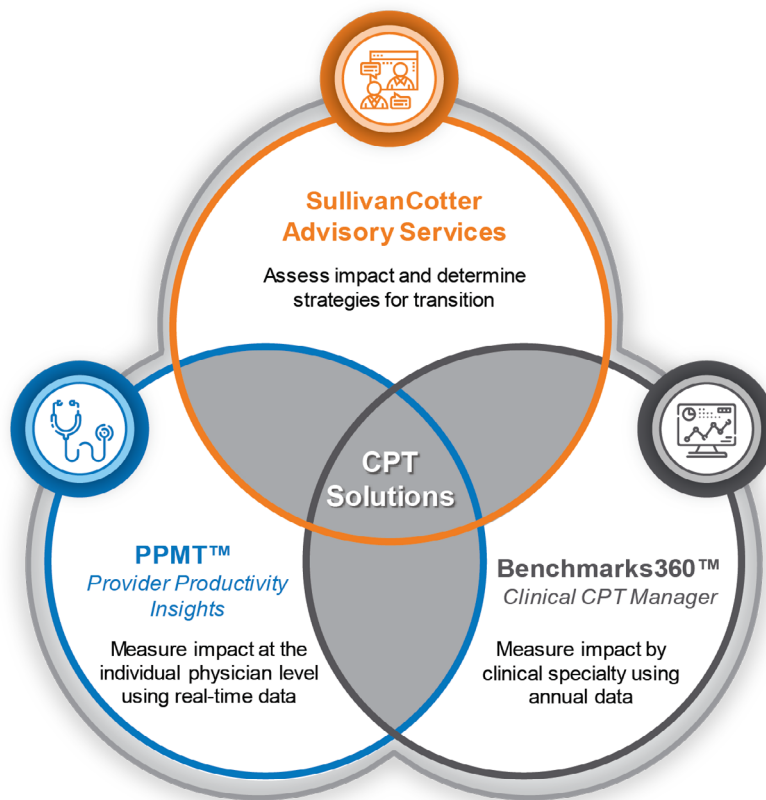 SullivanCotter
Advisory Services
Assess impact and determine
strategies for transition
CPT
Solutions
PPMT™
Provider Productivity
Insights
Measure impact at the
individual physician level
using real-time data
Benchmarks360™
Clinical CPT Manager
Measure impact by
clinical specialty using
annual data